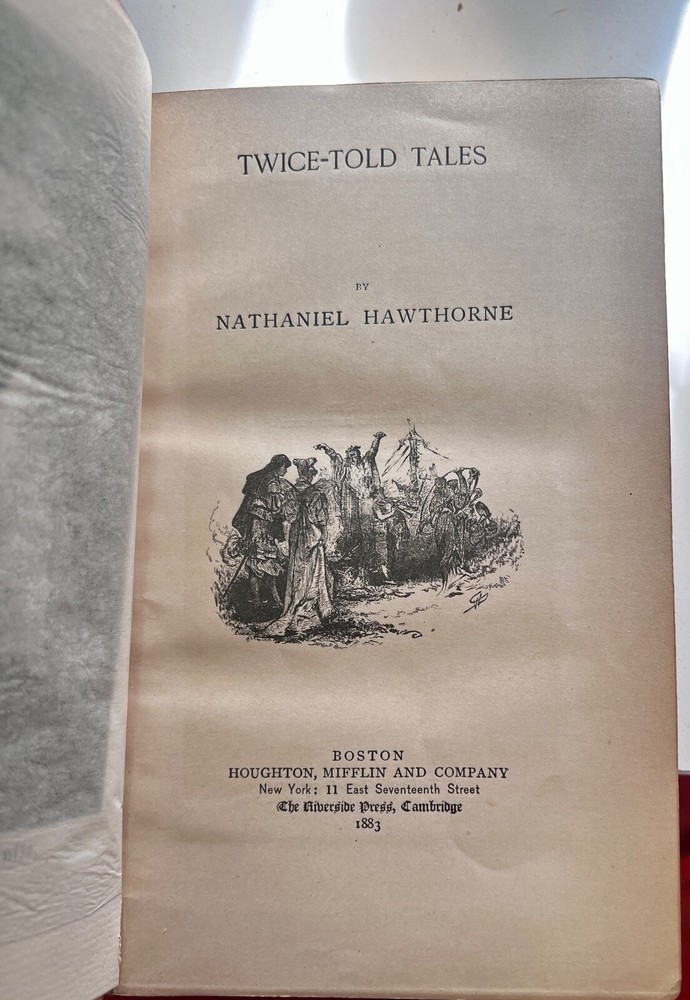 TWICE-TOLD TALES
BY
NATHANIEL HAWTHORNE
BOSTON
HOUGHTON, MIFFLIN AND COMPANY
New York: 11 East Seventeenth Street
The Riverside Press, Cambridge
1883